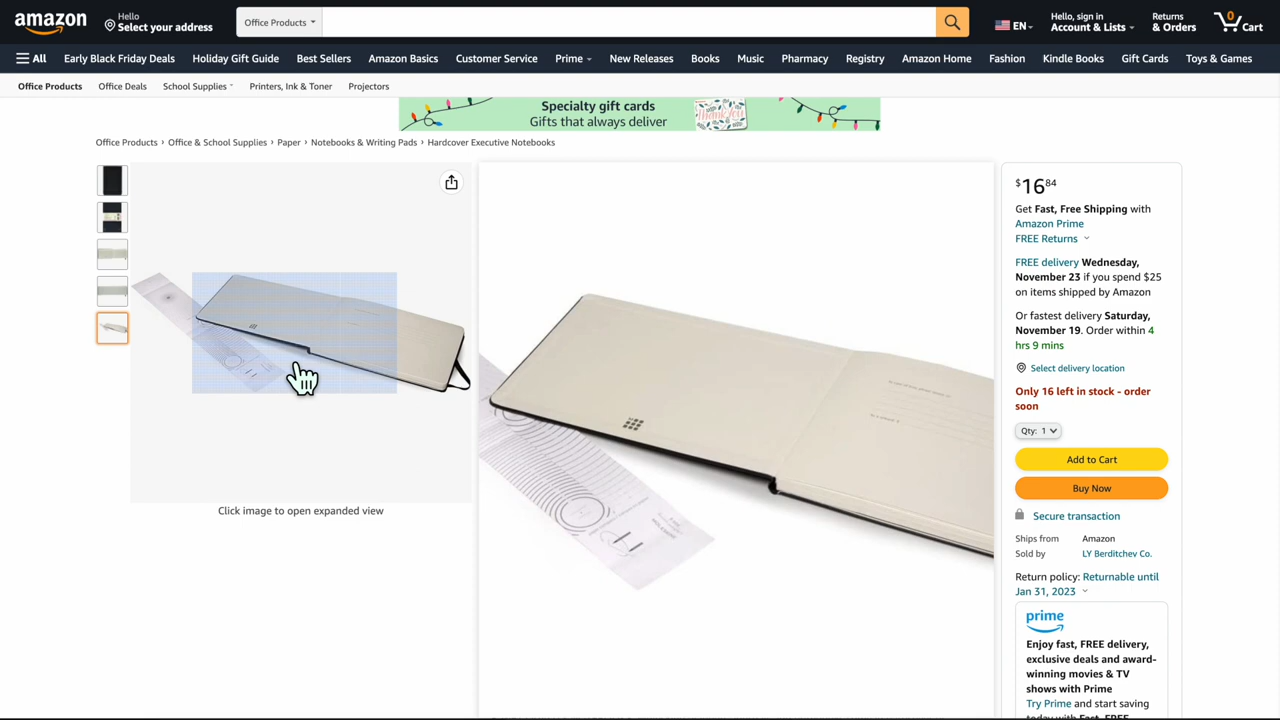 amazon
Hello
Select your address
Office Products
EN
Hello, sign in
Account & Lists
Returns
& Orders
0
Cart
All
Early Black Friday Deals
Holiday Gift Guide
Best Sellers
Amazon Basics
Customer Service
Prime
New Releases
Books
Music
Pharmacy
Registry
Amazon Home
Fashion
Kindle Books
Gift Cards
Toys & Games
Office Products
Office Deals
School Supplies
Printers, Ink & Toner
Projectors
Specialty gift cards
Gifts that always deliver
Office Products › Office & School Supplies › Paper › Notebooks & Writing Pads › Hardcover Executive Notebooks
Click image to open expanded view
$16 84
Get Fast, Free Shipping with
Amazon Prime
FREE Returns
FREE delivery Wednesday,
November 23 if you spend $25
on items shipped by Amazon
Or fastest delivery Saturday,
November 19. Order within 4
hrs 9 mins
Select delivery location
Only 16 left in stock - order
soon
Qty: 1
Add to Cart
Buy Now
Secure transaction
Ships from Amazon
Sold by LY Berditchev Co.
Return policy: Returnable until
Jan 31, 2023
prime
Enjoy fast, FREE delivery,
exclusive deals and award-
winning movies & TV
shows with Prime
Try Prime and start saving
today with Fast, FREE